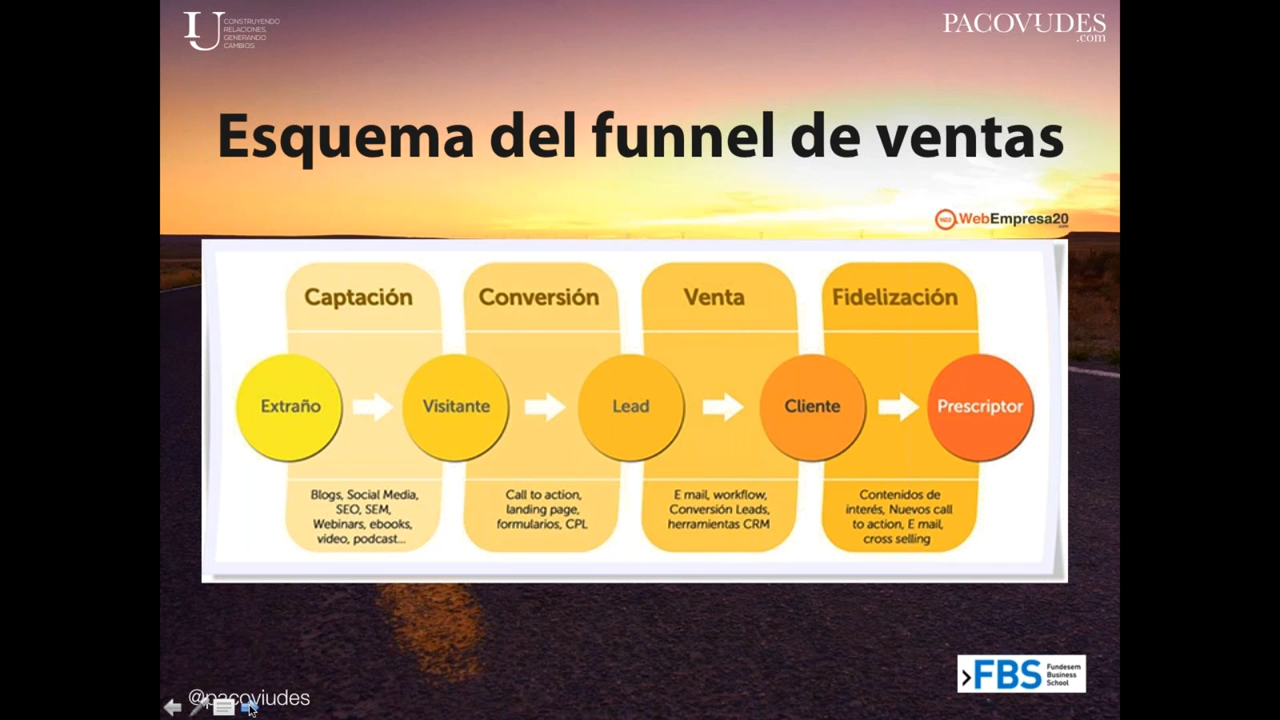 CONSTRUYENDO
RELACIONES,
GENERANDO
CAMBIOS
PACOVIUDES
.com
Esquema del funnel de ventas
WebEmpresa20
.com
Captación
Conversión
Venta
Fidelización
Extraño
Visitante
Lead
Cliente
Prescriptor
Blogs, Social Media,
SEO, SEM,
Webinars, ebooks,
video, podcast...
Call to action,
landing page,
formularios, CPL
E mail, workflow,
Conversión Leads,
herramientas CRM
Contenidos de
interés, Nuevos call
to action, E mail,
cross selling
FBS
Fundesem
Business
School
@pacoviudes